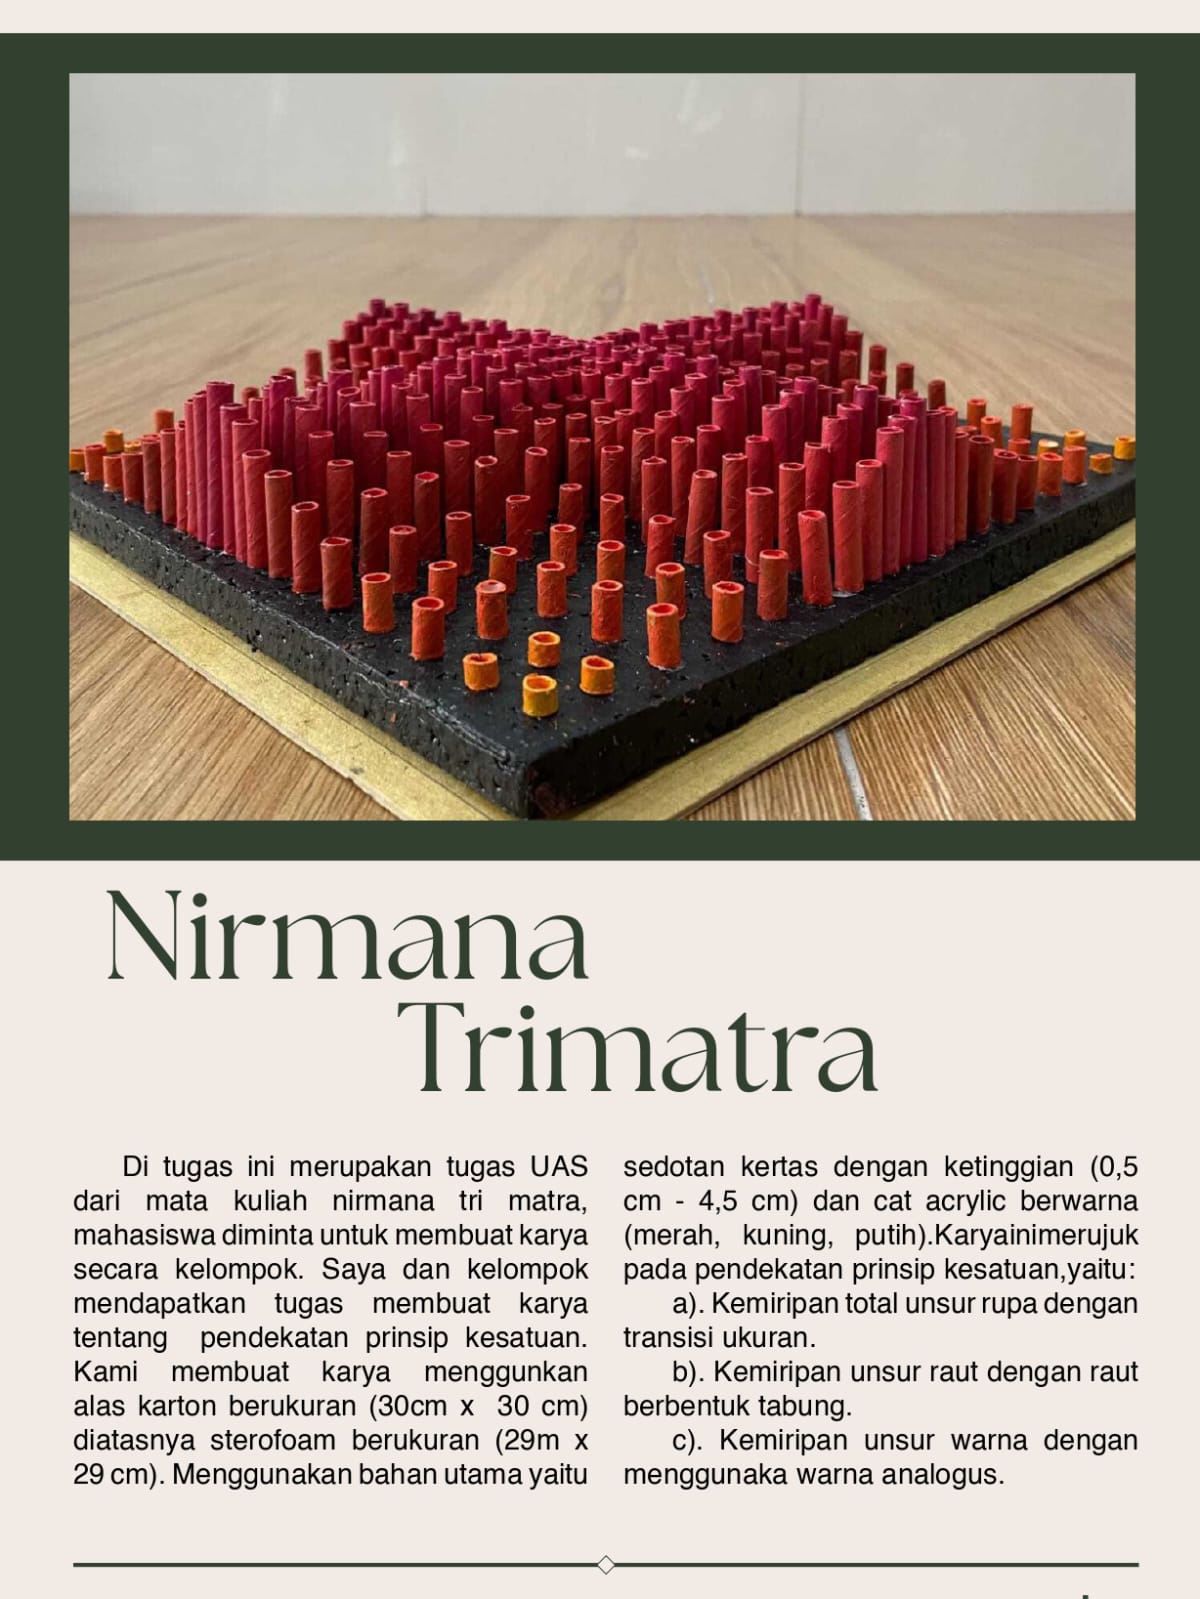 Nirmana
Trimatra
Di tugas ini merupakan tugas UAS
dari mata kuliah nirmana tri matra,
mahasiswa diminta untuk membuat karya
secara kelompok. Saya dan kelompok
mendapatkan tugas membuat karya
tentang pendekatan prinsip kesatuan.
Kami membuat karya menggunkan
alas karton berukuran (30cm x 30 cm)
diatasnya sterofoam berukuran (29m x
29 cm). Menggunakan bahan utama yaitu
sedotan kertas dengan ketinggian (0,5
cm - 4,5 cm) dan cat acrylic berwarna
(merah, kuning, putih).Karyainimerujuk
pada pendekatan prinsip kesatuan,yaitu:
a). Kemiripan total unsur rupa dengan
transisi ukuran.
b). Kemiripan unsur raut dengan raut
berbentuk tabung.
c). Kemiripan unsur warna dengan
menggunaka warna analogus.